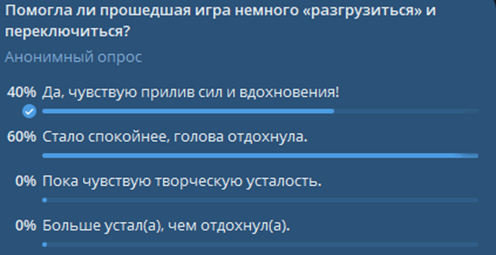 Помогла ли прошедшая игра немного «разгрузиться» и
переключиться?
Анонимный опрос
40% Да, чувствую прилив сил и вдохновения!
60% Стало спокойнее, голова отдохнула.
0% Пока чувствую творческую усталость.
0% Больше устал(а), чем отдохнул(а).